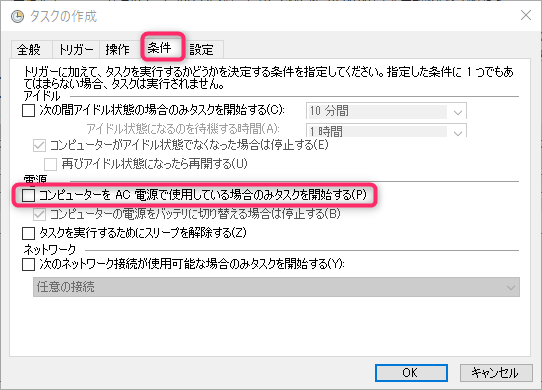 タスクの作成
全般 トリガー 操作 条件 設定
トリガーに加えて、タスクを実行するかどうかを決定する条件を指定してください。指定した条件に 1 つでもあ
てはまらない場合、タスクは実行されません。
アイドル
次の間アイドル状態の場合のみタスクを開始する(C): 10 分間
アイドル状態になるのを待機する時間(A): 1 時間
コンピューターがアイドル状態でなくなった場合は停止する(E)
再びアイドル状態になったら再開する(U)
電源
コンピューターを AC 電源で使用している場合のみタスクを開始する(P)
コンピューターの電源をバッテリに切り替える場合は停止する(B)
タスクを実行するためにスリープを解除する(Z)
ネットワーク
次のネットワーク接続が使用可能な場合のみタスクを開始する(Y):
任意の接続
OK キャンセル